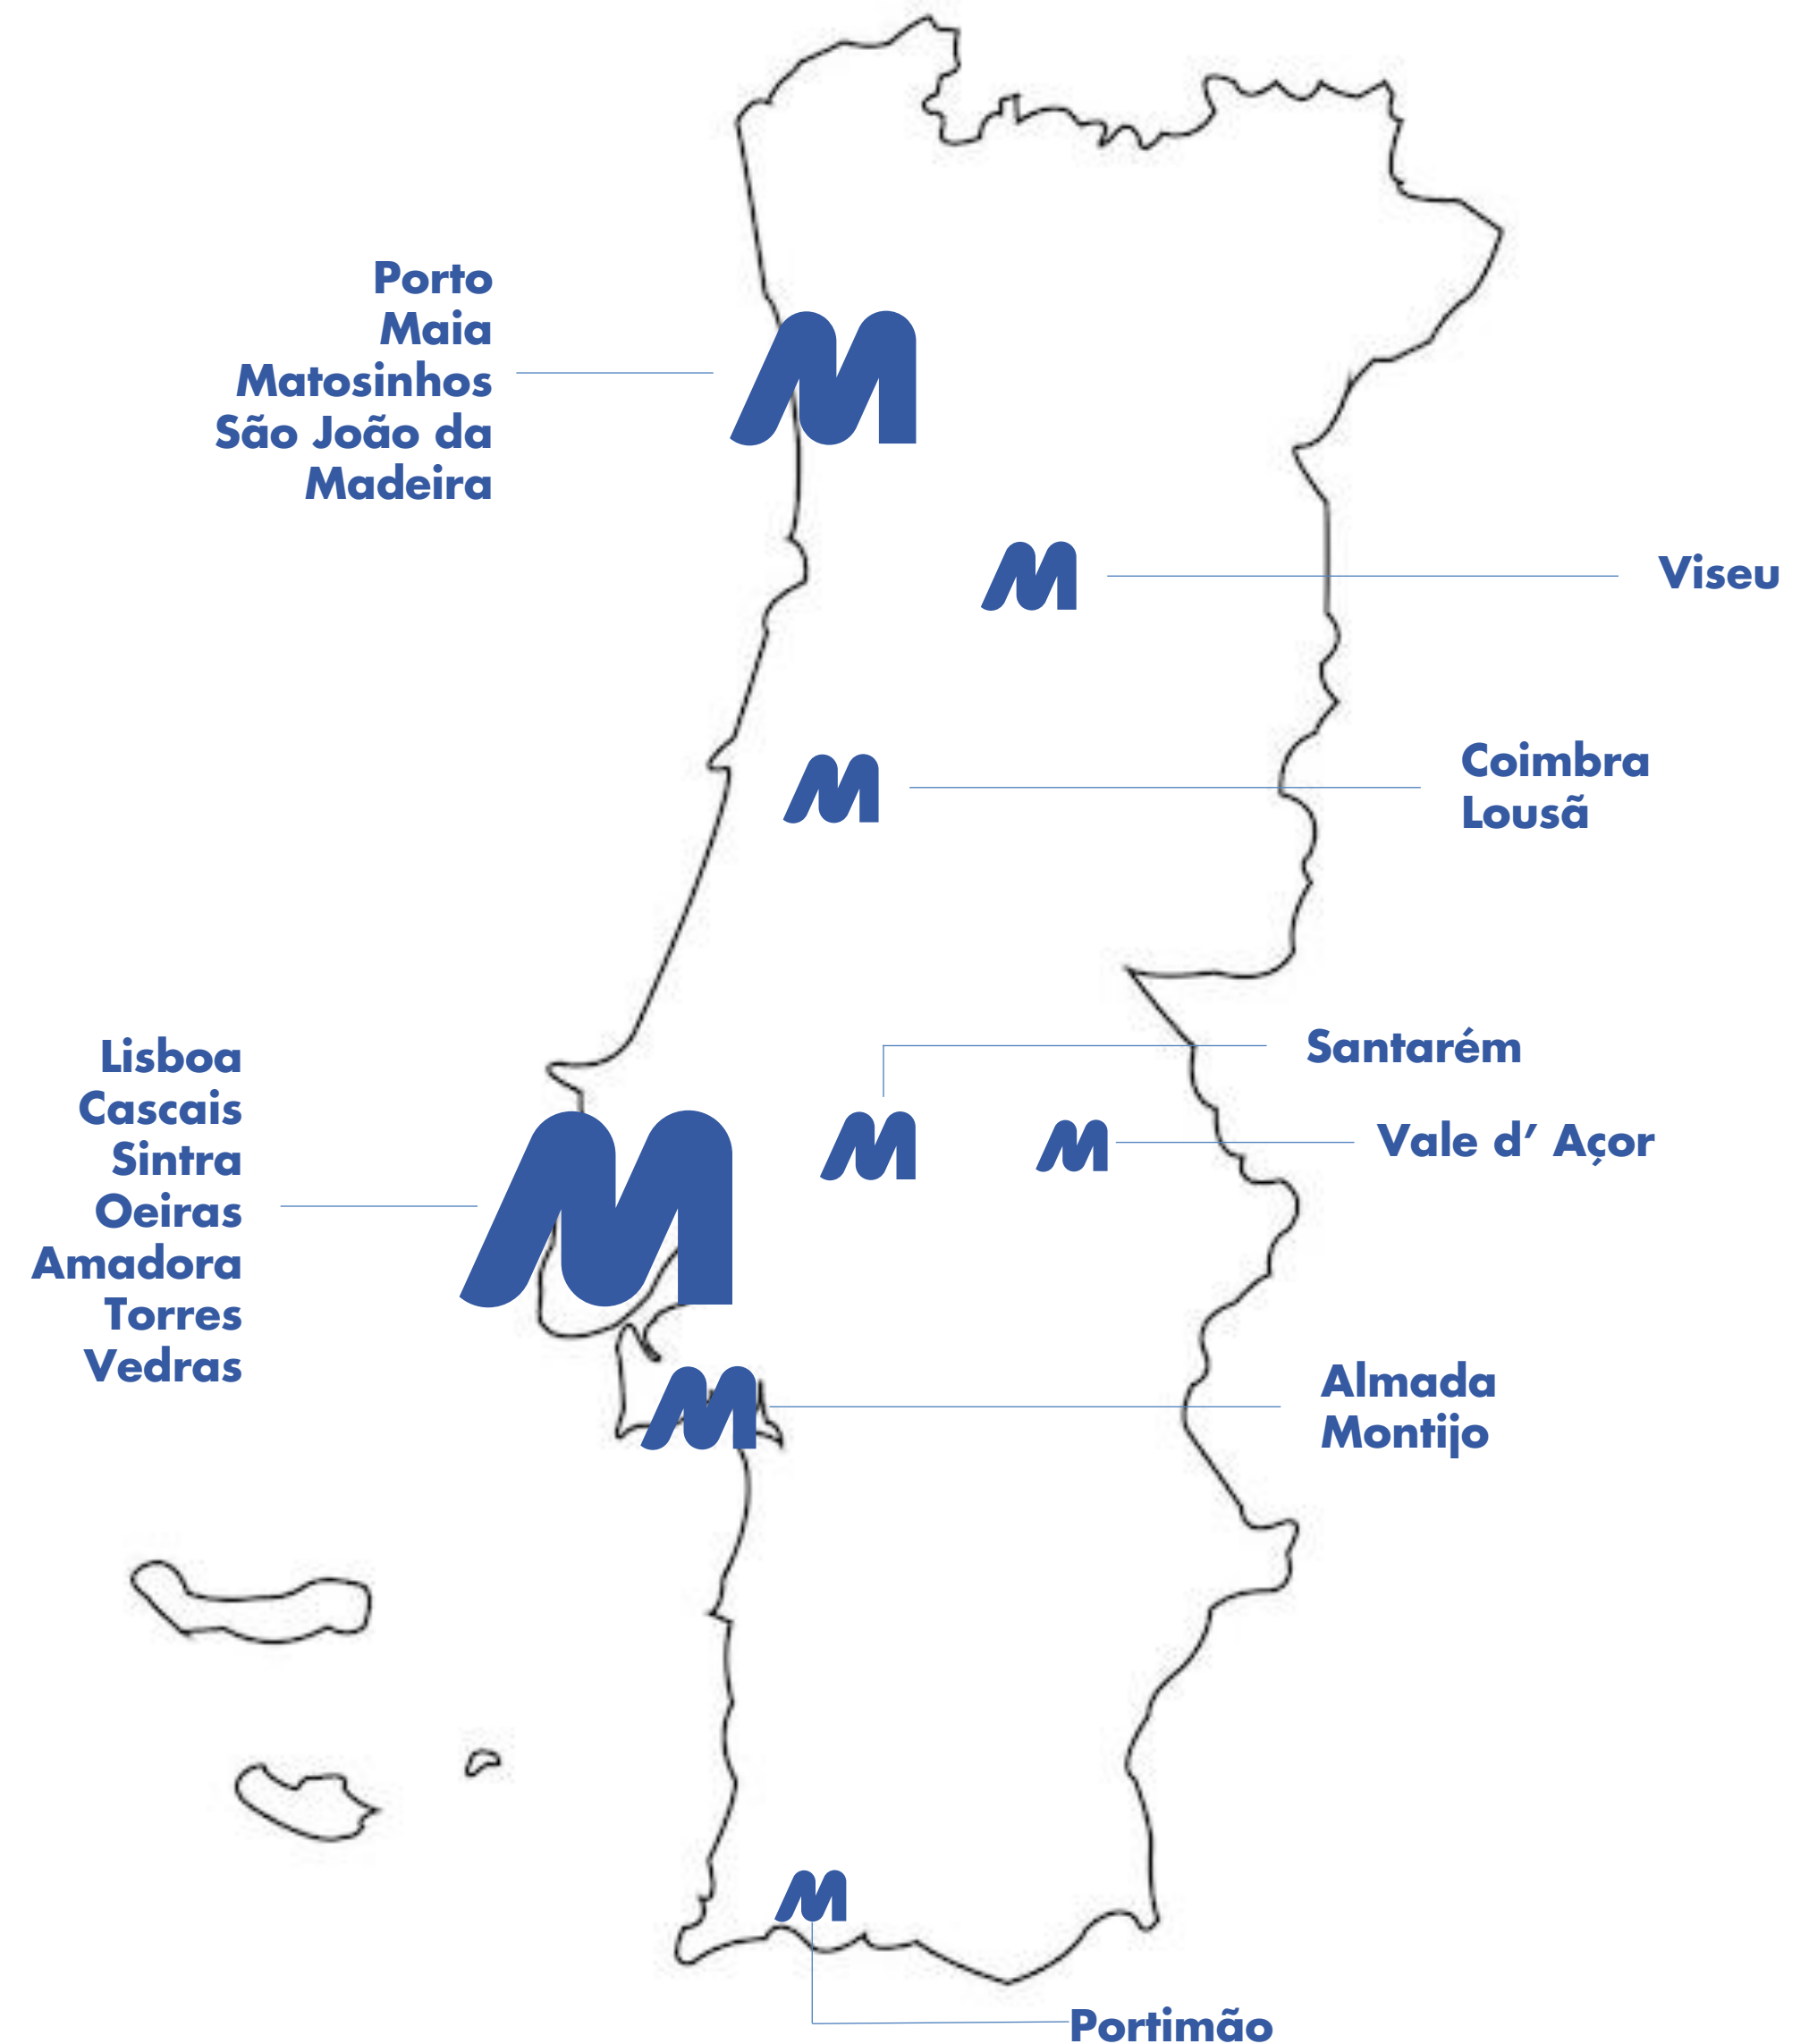 Porto
Maia
Matosinhos
São João da
Madeira
Viseu
Coimbra
Lousã
Santarém
Vale d’ Açor
Lisboa
Cascais
Sintra
Oeiras
Amadora
Torres
Vedras
Almada
Montijo
Portimão